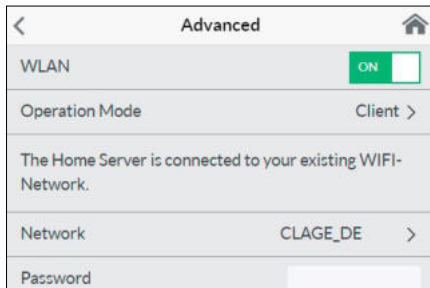 Advanced
WLAN ON
Operation Mode Client >
The Home Server is connected to your existing WIFI-
Network.
Network CLAGE_DE >
Password